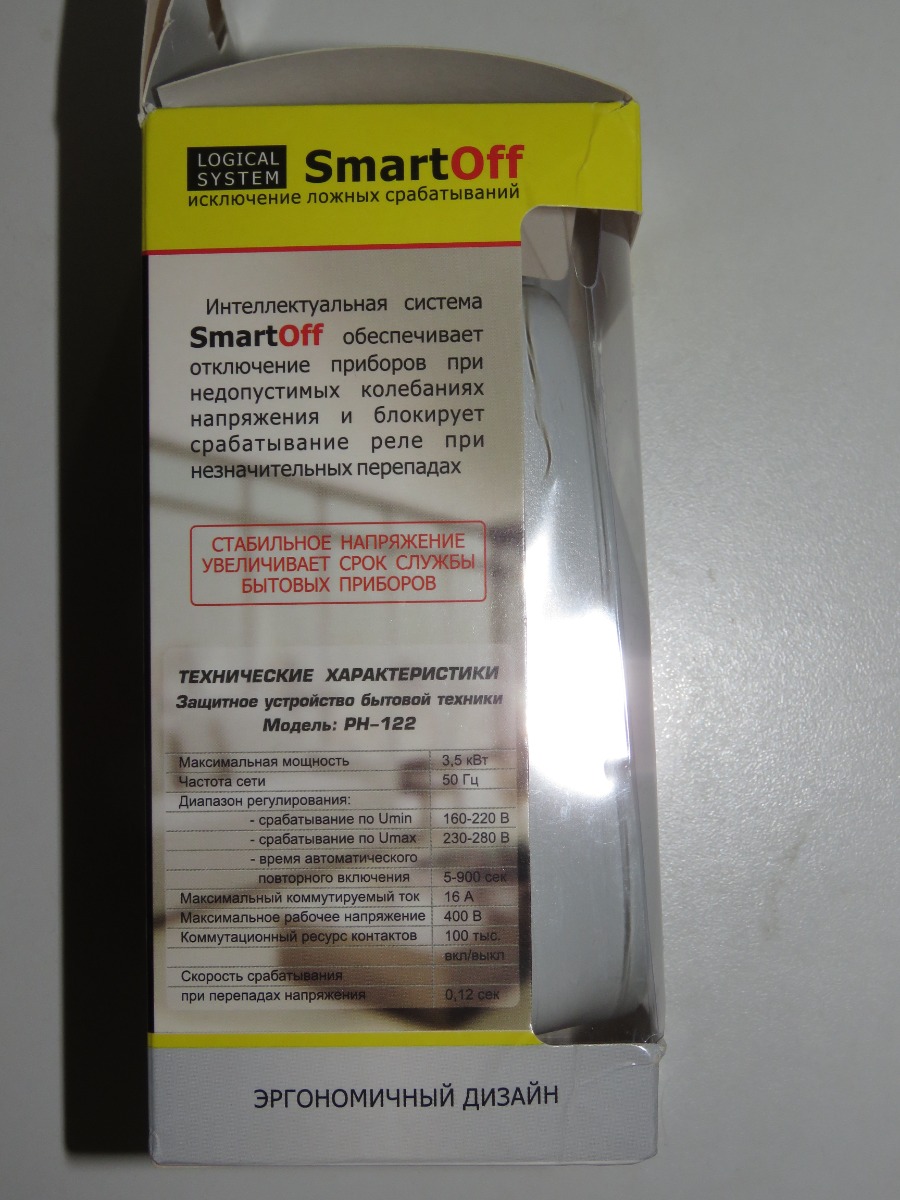 LOGICAL
SYSTEM
SmartOff
исключение ложных срабатываний
Интеллектуальная система
SmartOff обеспечивает
отключение приборов при
недопустимых колебаниях
напряжения и блокирует
срабатывание реле при
незначительных перепадах
СТАБИЛЬНОЕ НАПРЯЖЕНИЕ
УВЕЛИЧИВАЕТ СРОК СЛУЖБЫ
БЫТОВЫХ ПРИБОРОВ
ТЕХНИЧЕСКИЕ ХАРАКТЕРИСТИКИ
Защитное устройство бытовой техники
Модель: РН-122
Максимальная мощность 3,5 кВт
Частота сети 50 Гц
Диапазон регулирования:
- срабатывание по Umin 160-220 В
- срабатывание по Umax 230-280 В
- время автоматического
повторного включения 5-900 сек
Максимальный коммутируемый ток 16 А
Максимальное рабочее напряжение 400 В
Коммутационный ресурс контактов 100 тыс.
вкл/выкл
Скорость срабатывания
при перепадах напряжения 0,12 сек
ЭРГОНОМИЧНЫЙ ДИЗАЙН